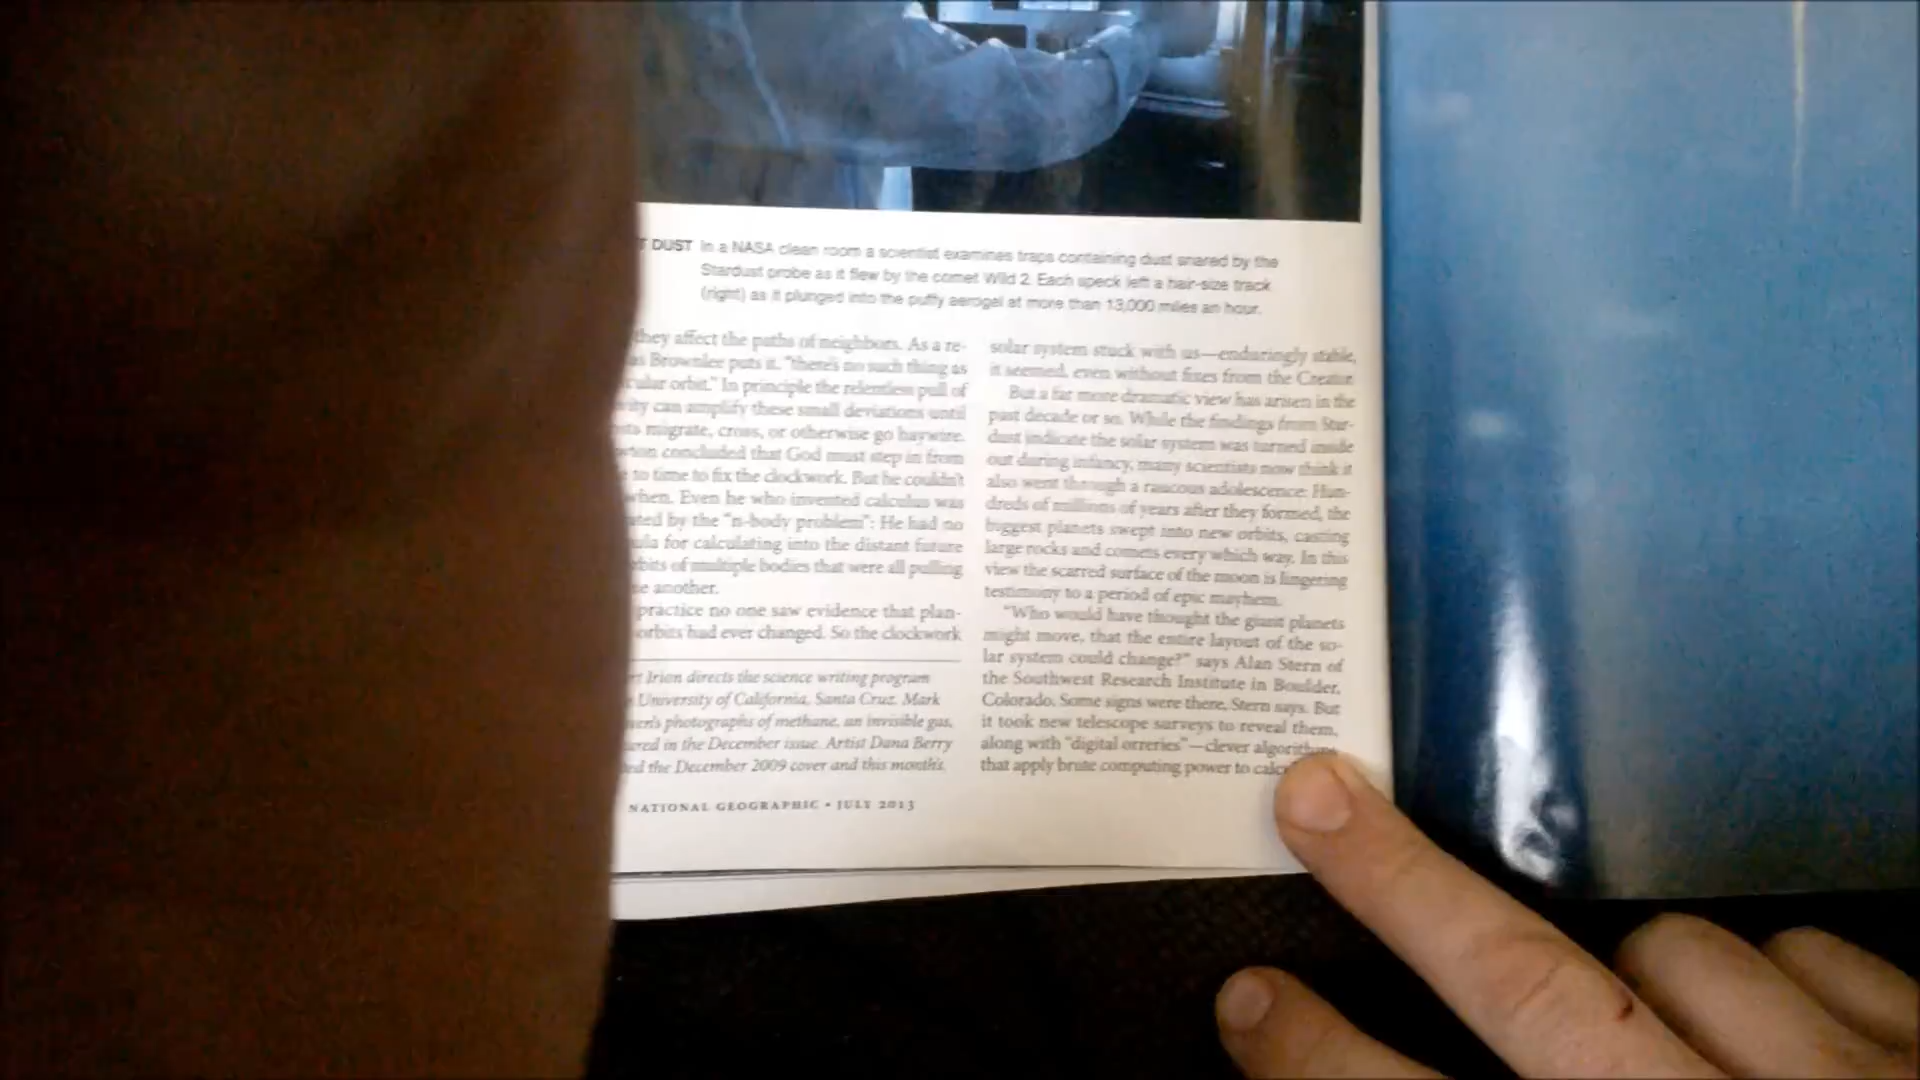 T DUST In a NASA clean room a scientist examines traps containing dust snared by the
Stardust probe as it flew by the comet Wild 2. Each speck left a hair-size track
(right) as it plunged into the puffy aerogel at more than 13,000 miles an hour.
they affect the paths of neighbors. As a re-
as Brownlee puts it, "there's no such thing as
cular orbit." In principle the relentless pull of
vity can amplify these small deviations until
migrate, cross, or otherwise go haywire.
wton concluded that God must step in from
e to time to fix the clockwork. But he couldn't
when. Even he who invented calculus was
ated by the "n-body problem": He had no
ula for calculating into the distant future
rbits of multiple bodies that were all pulling
ne another.
practice no one saw evidence that plan-
orbits had ever changed. So the clockwork
rt Irion directs the science writing program
University of California, Santa Cruz. Mark
sen's photographs of methane, an invisible gas,
ared in the December issue. Artist Dana Berry
ed the December 2009 cover and this month's.
NATIONAL GEOGRAPHIC • JULY 2013
solar system stuck with us—enduringly stable,
it seemed, even without fixes from the Creator.
But a far more dramatic view has arisen in the
past decade or so. While the findings from Star-
dust indicate the solar system was turned inside
out during infancy, many scientists now think it
also went through a raucous adolescence: Hun-
dreds of millions of years after they formed, the
biggest planets swept into new orbits, casting
large rocks and comets every which way. In this
view the scarred surface of the moon is lingering
testimony to a period of epic mayhem.
"Who would have thought the giant planets
might move, that the entire layout of the so-
lar system could change?" says Alan Stern of
the Southwest Research Institute in Boulder,
Colorado. Some signs were there, Stern says. But
it took new telescope surveys to reveal them,
along with "digital orreries"—clever algorithms
that apply brute computing power to calc